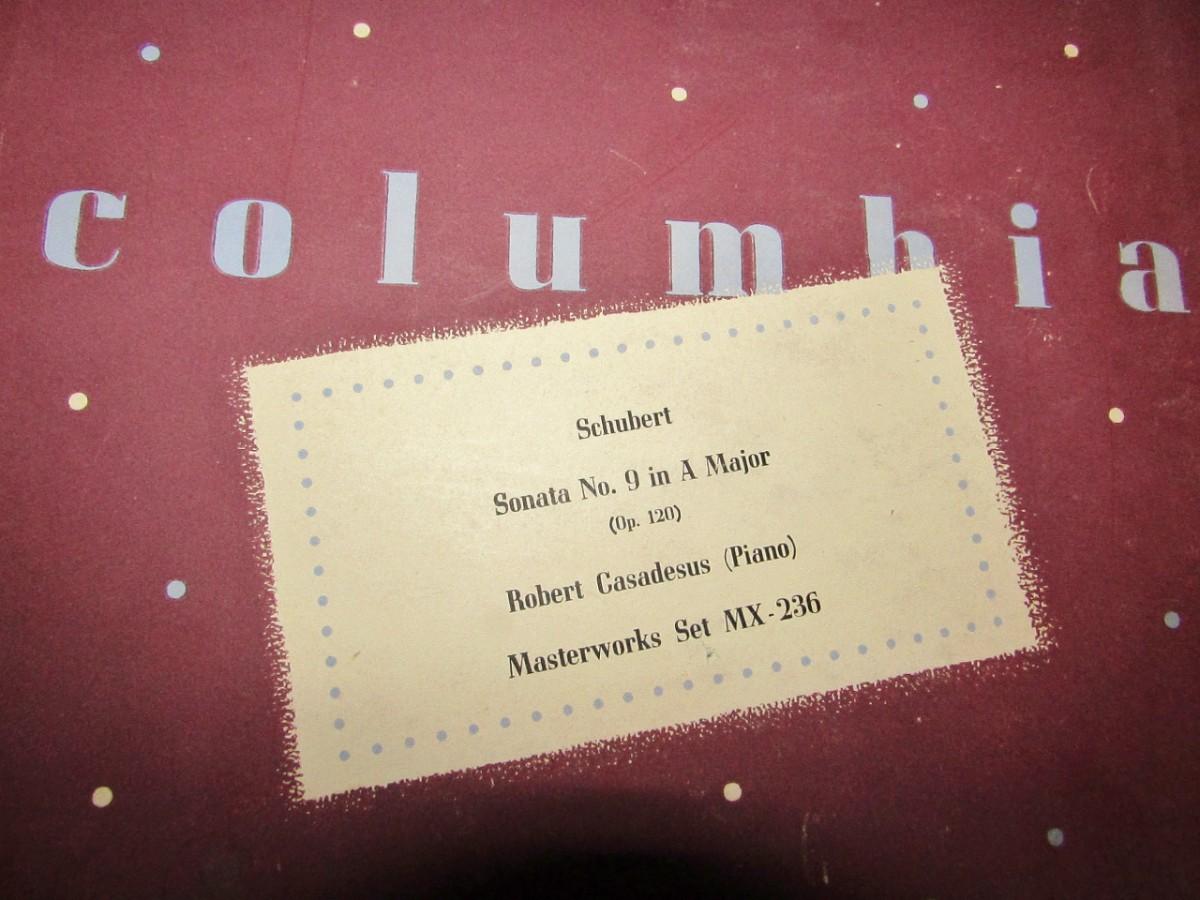 columbia
Schubert
Sonata No. 9 in A Major
(Op. 120)
Robert Casadesus (Piano)
Masterworks Set MX-236